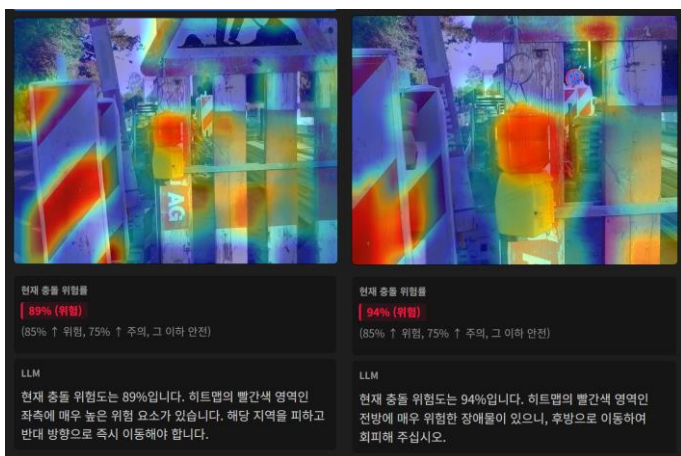 AG
현재 충돌 위험률
89% (위험)
(85% ↑ 위험, 75% ↑ 주의, 그 이하 안전)
LLM
현재 충돌 위험도는 89%입니다. 히트맵의 빨간색 영역인
좌측에 매우 높은 위험 요소가 있습니다. 해당 지역을 피하고
반대 방향으로 즉시 이동해야 합니다.
현재 충돌 위험률
94% (위험)
(85% ↑ 위험, 75% ↑ 주의, 그 이하 안전)
LLM
현재 충돌 위험도는 94%입니다. 히트맵의 빨간색 영역인
전방에 매우 위험한 장애물이 있으니, 후방으로 이동하여
회피해 주십시오.